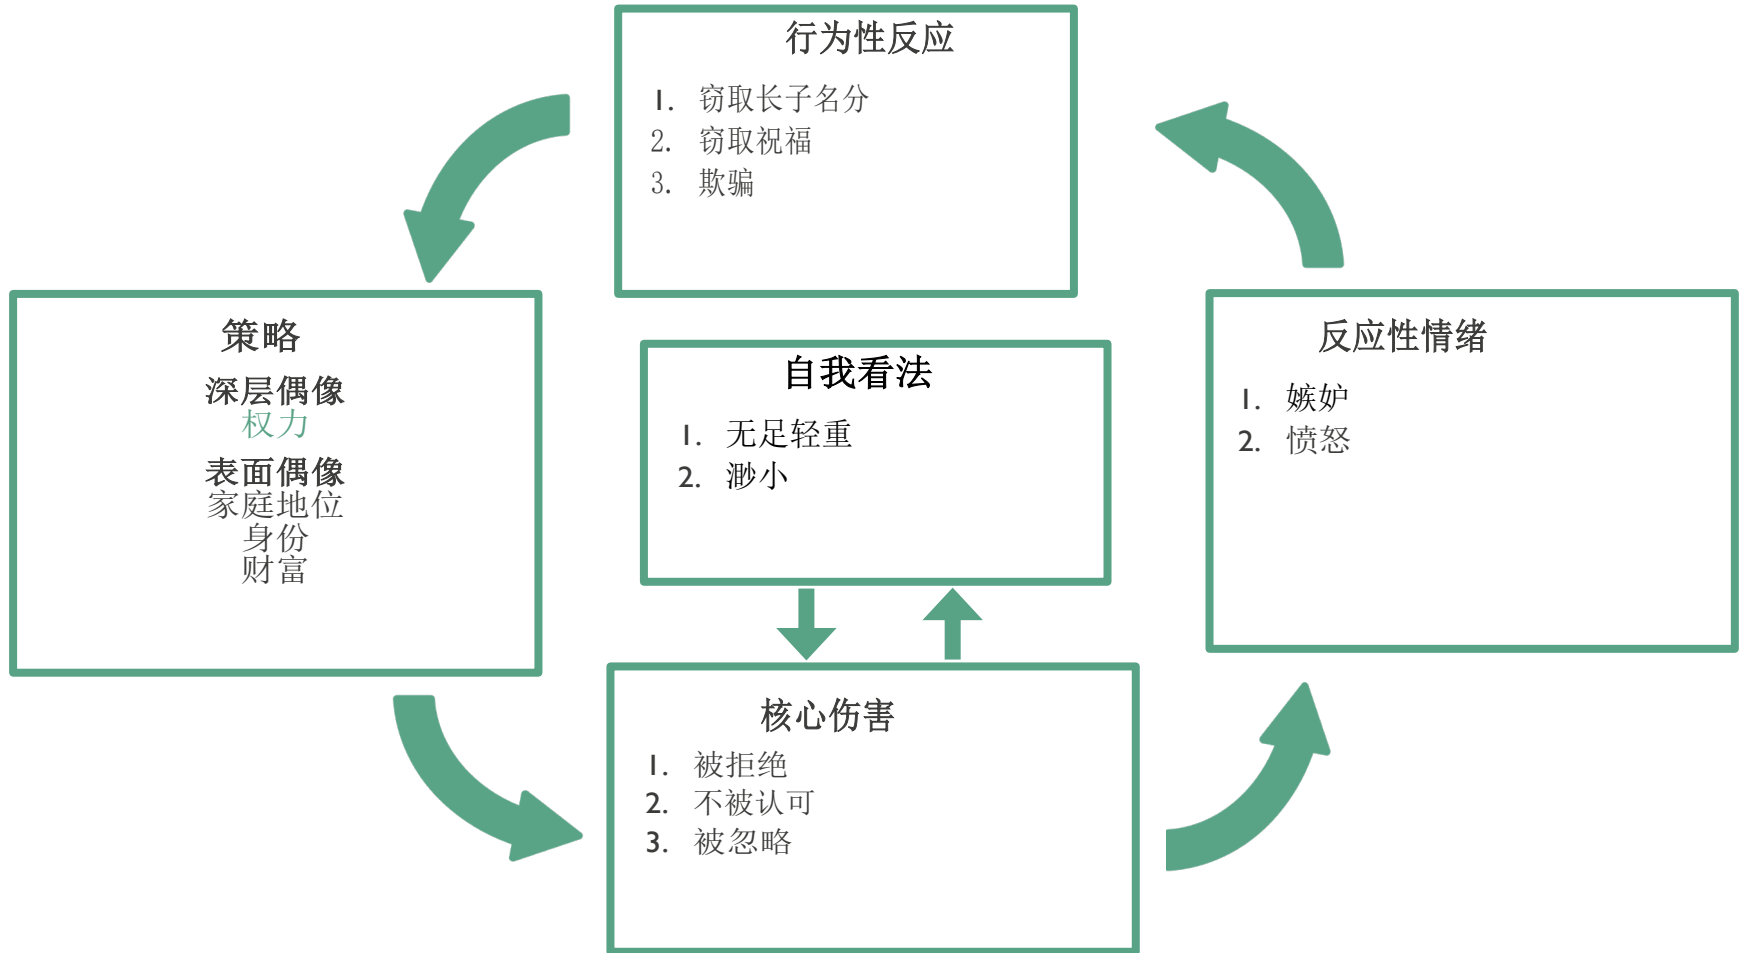 行为性反应
1. 窃取长子名分
2. 窃取祝福
3. 欺骗
策略
深层偶像
权力
表面偶像
家庭地位
身份
财富
自我看法
1. 无足轻重
2. 渺小
反应性情绪
1. 嫉妒
2. 愤怒
核心伤害
1. 被拒绝
2. 不被认可
3. 被忽略